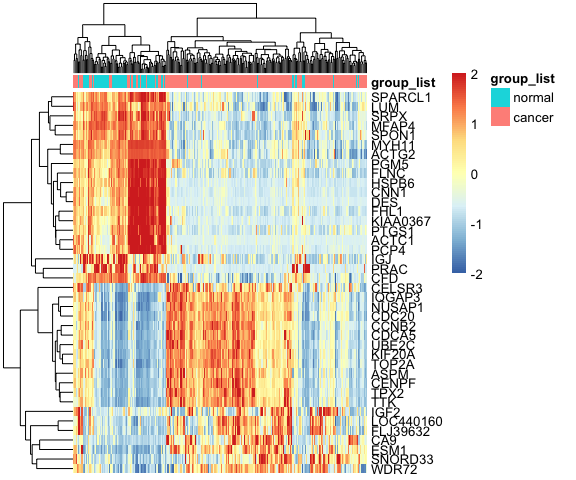 group_list
SPARCL1
LUM
SRPX
MFAP4
SPON1
MYH11
ACTG2
PGM5
FLNC
HSPB6
CNN1
DES
FHL1
KIAA0367
PTGS1
ACTC1
PCP4
IGJ
PRAC
CFD
CELSR3
IQGAP3
NUSAP1
CDC20
CCNB2
CDCA5
UBE2C
KIF20A
TOP2A
ASPM
CENPF
TPX2
TTK
IGF2
LOC440160
FLJ39632
CA9
ESM1
SNORD33
WDR72
2
1
0
-1
-2
group_list
normal
cancer